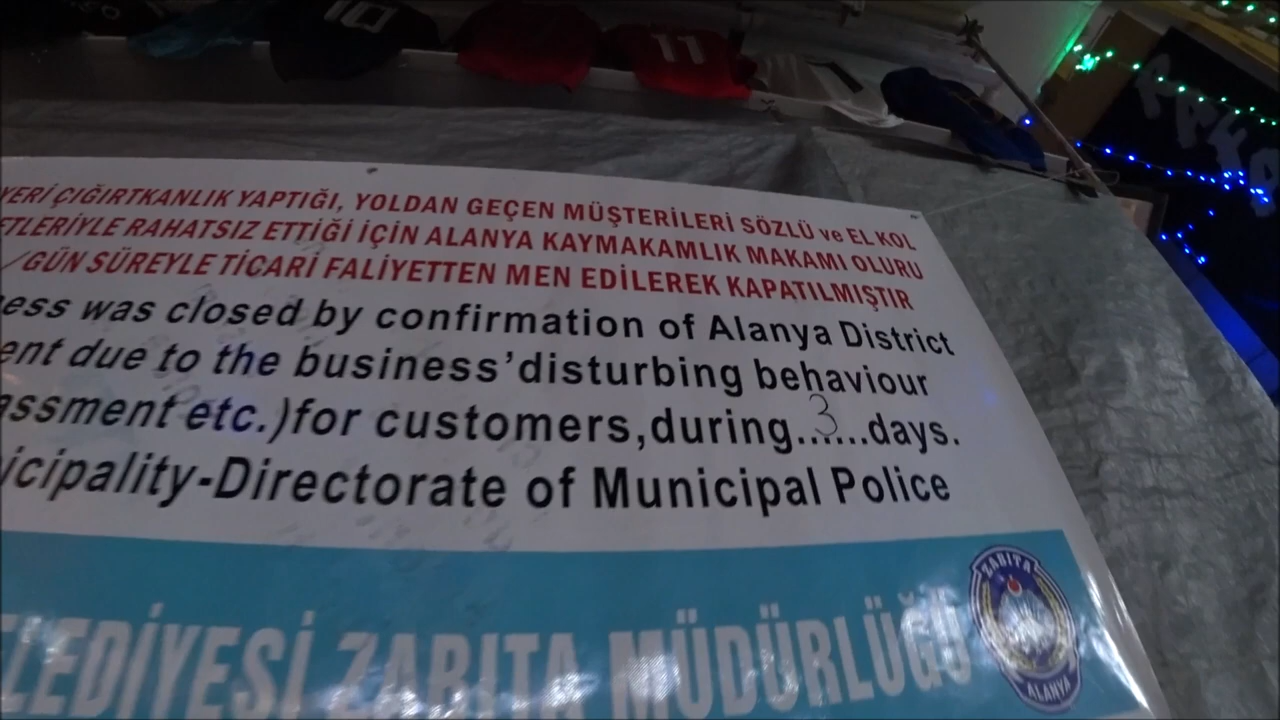 10
11
YERİ ÇIĞIRTKANLIK YAPTIĞI, YOLDAN GEÇEN MÜŞTERİLERİ SÖZLÜ ve EL KOL
ETLERİYLE RAHATSIZ ETTİĞİ İÇİN ALANYA KAYMAKAMLIK MAKAMI OLURU
/GÜN SÜREYLE TİCARİ FALİYETTEN MEN EDİLEREK KAPATILMIŞTIR
ess was closed by confirmation of Alanya District
ent due to the business'disturbing behaviour
assment etc.)for customers,during..3....days.
icipality-Directorate of Municipal Police
LEDİYESİ ZABITA MÜDÜRLÜĞÜ
ZABITA
ALANYA